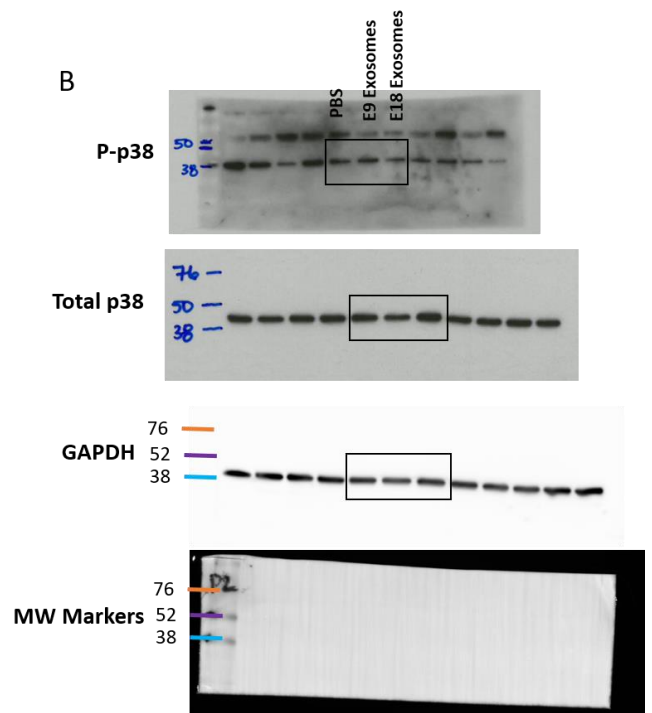 B
PBS
E9 Exosomes
E18 Exosomes
P-p38
50
38
Total p38
76
50
38
GAPDH
76
52
38
MW Markers
76
52
38
D2